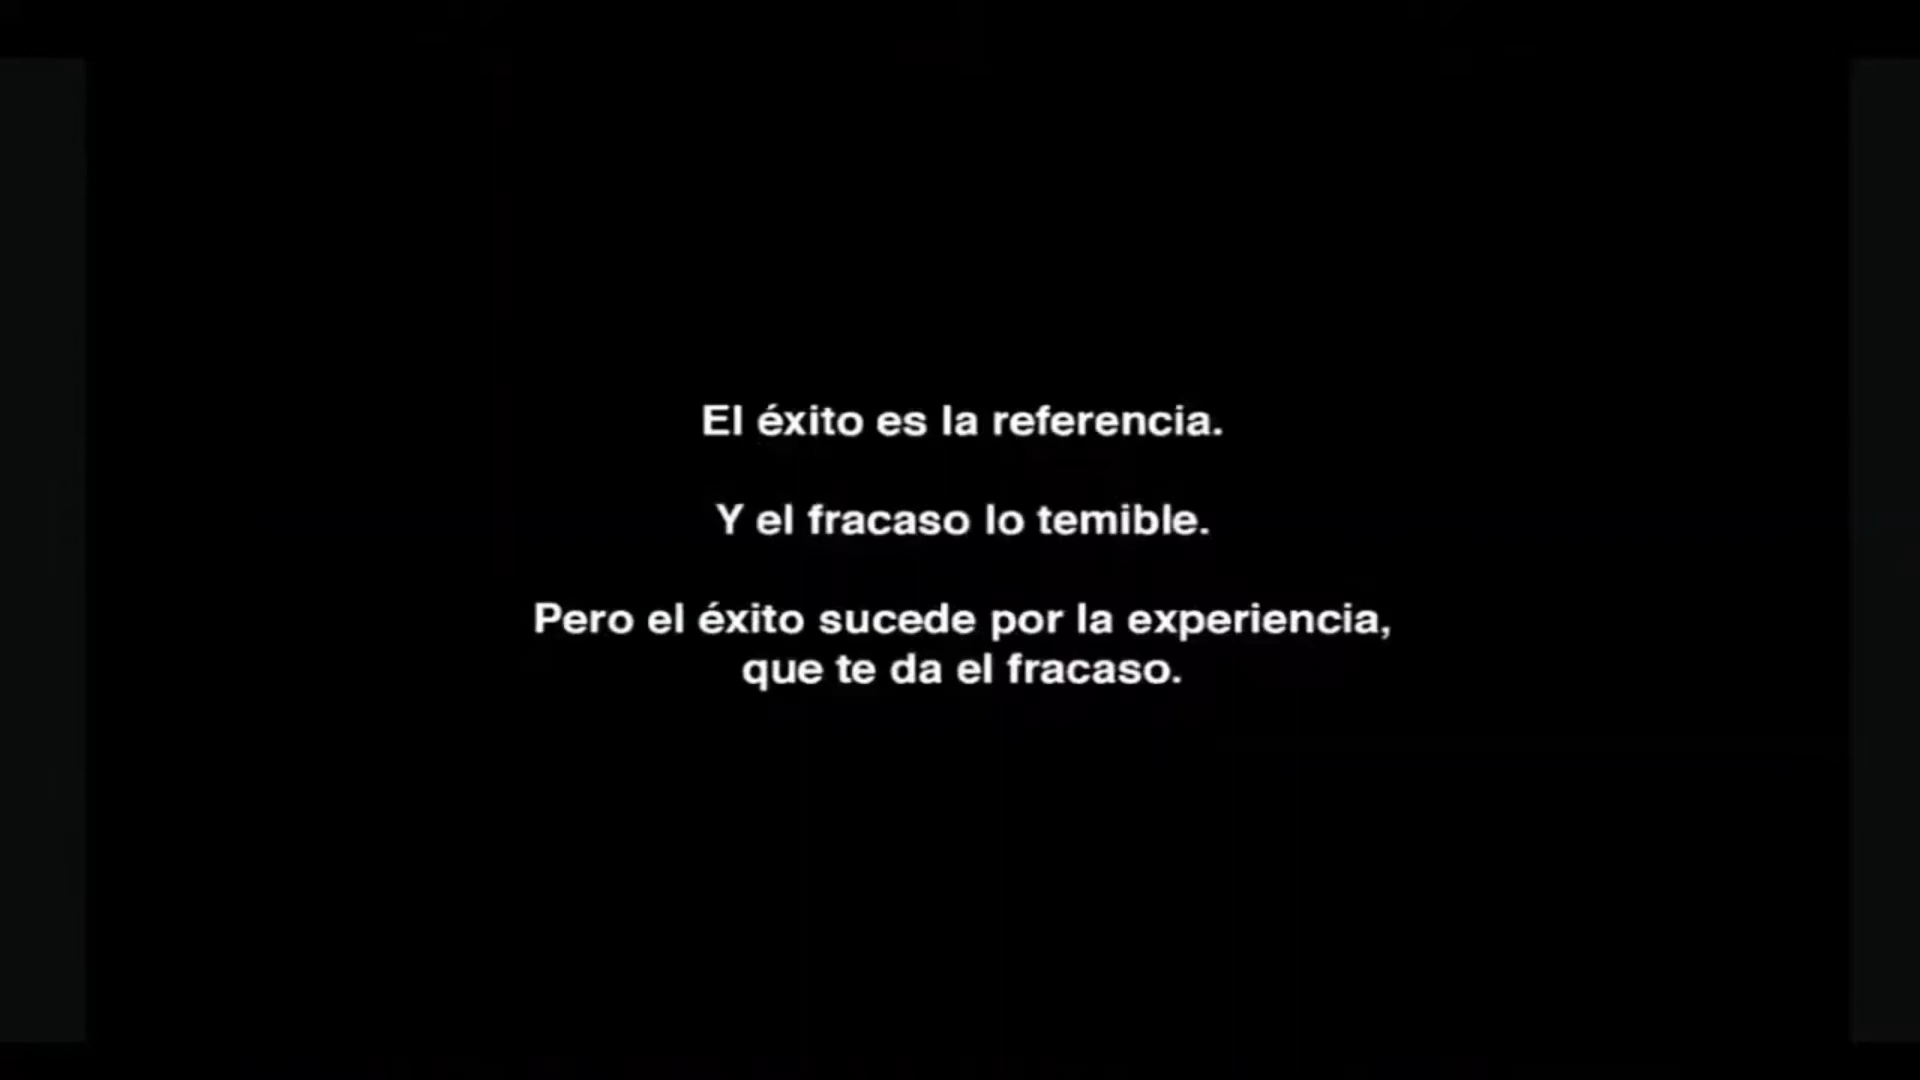 El éxito es la referencia.
Y el fracaso lo temible.
Pero el éxito sucede por la experiencia,
que te da el fracaso.